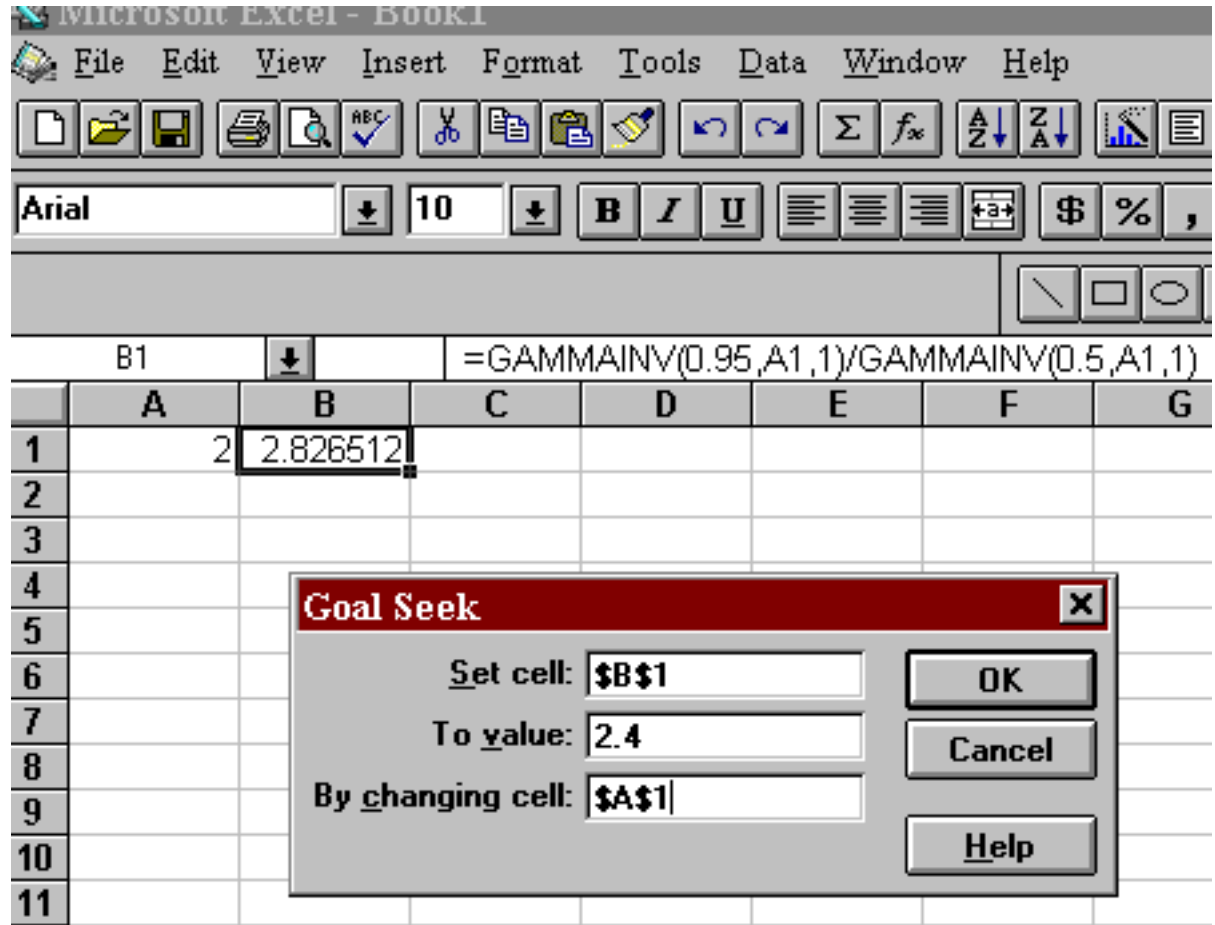 Microsoft Excel - Book1
File Edit View Insert Format Tools Data Window Help
ABC Σ fx A Z Z A
Arial 10 B I U a $ % ,
B1 =GAMMAINV(0.95,A1,1)/GAMMAINV(0.5,A1,1)
A B C D E F G
1 2 2.826512
2
3
4
Goal Seek
5
6 Set cell: $B$1 OK
7 To value: 2.4
8 Cancel
9 By changing cell: $A$1
10 Help
11